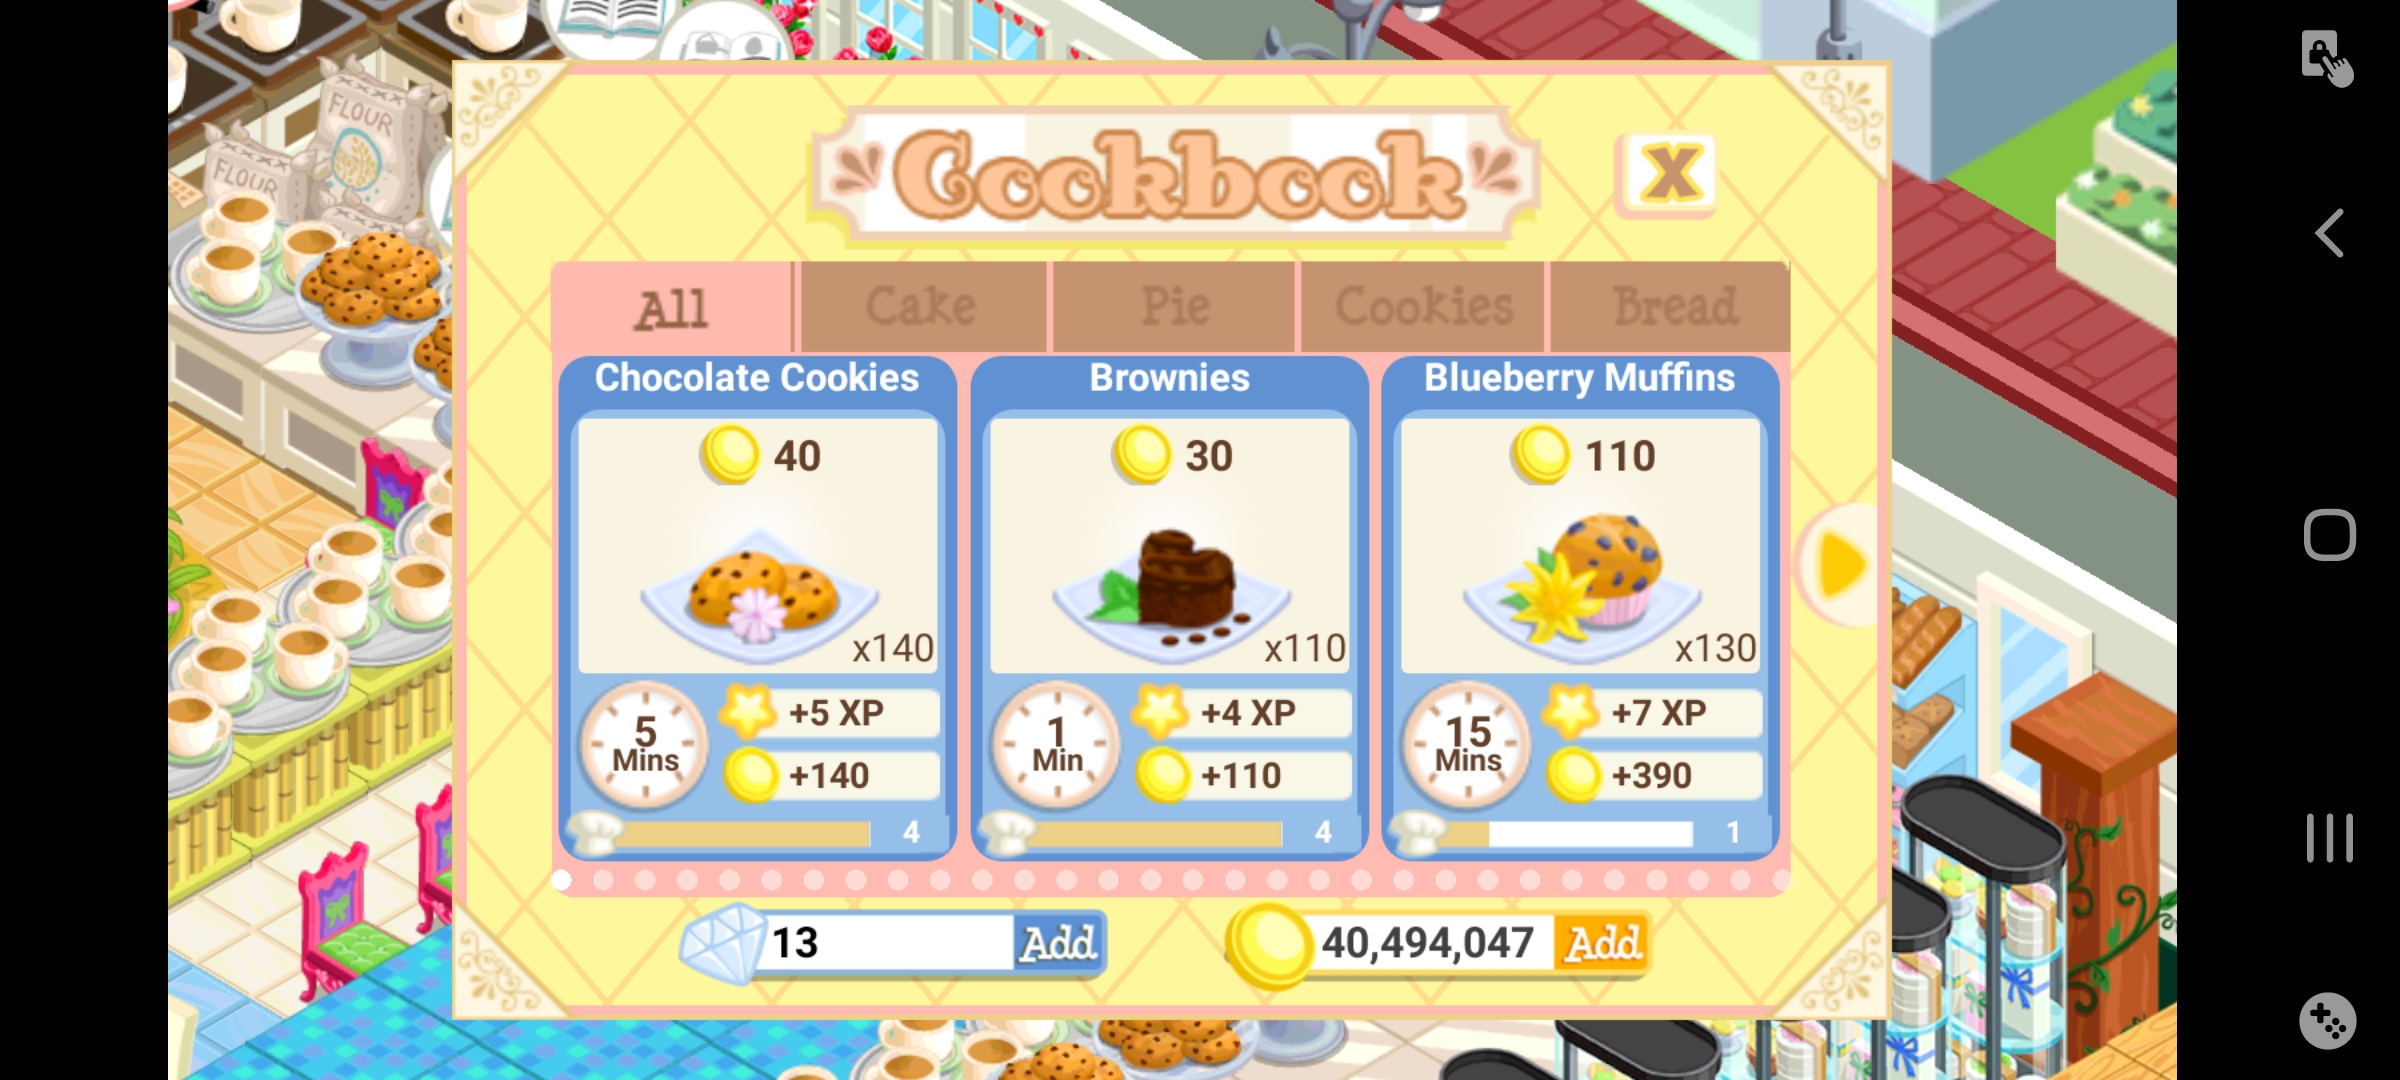 FLOUR
FLOUR
Cookbook
X
All
Cake
Pie
Cookies
Bread
Chocolate Cookies
40
x140
5
Mins
+5 XP
+140
4
Brownies
30
x110
1
Min
+4 XP
+110
4
Blueberry Muffins
110
x130
15
Mins
+7 XP
+390
1
13
Add
40,494,047
Add